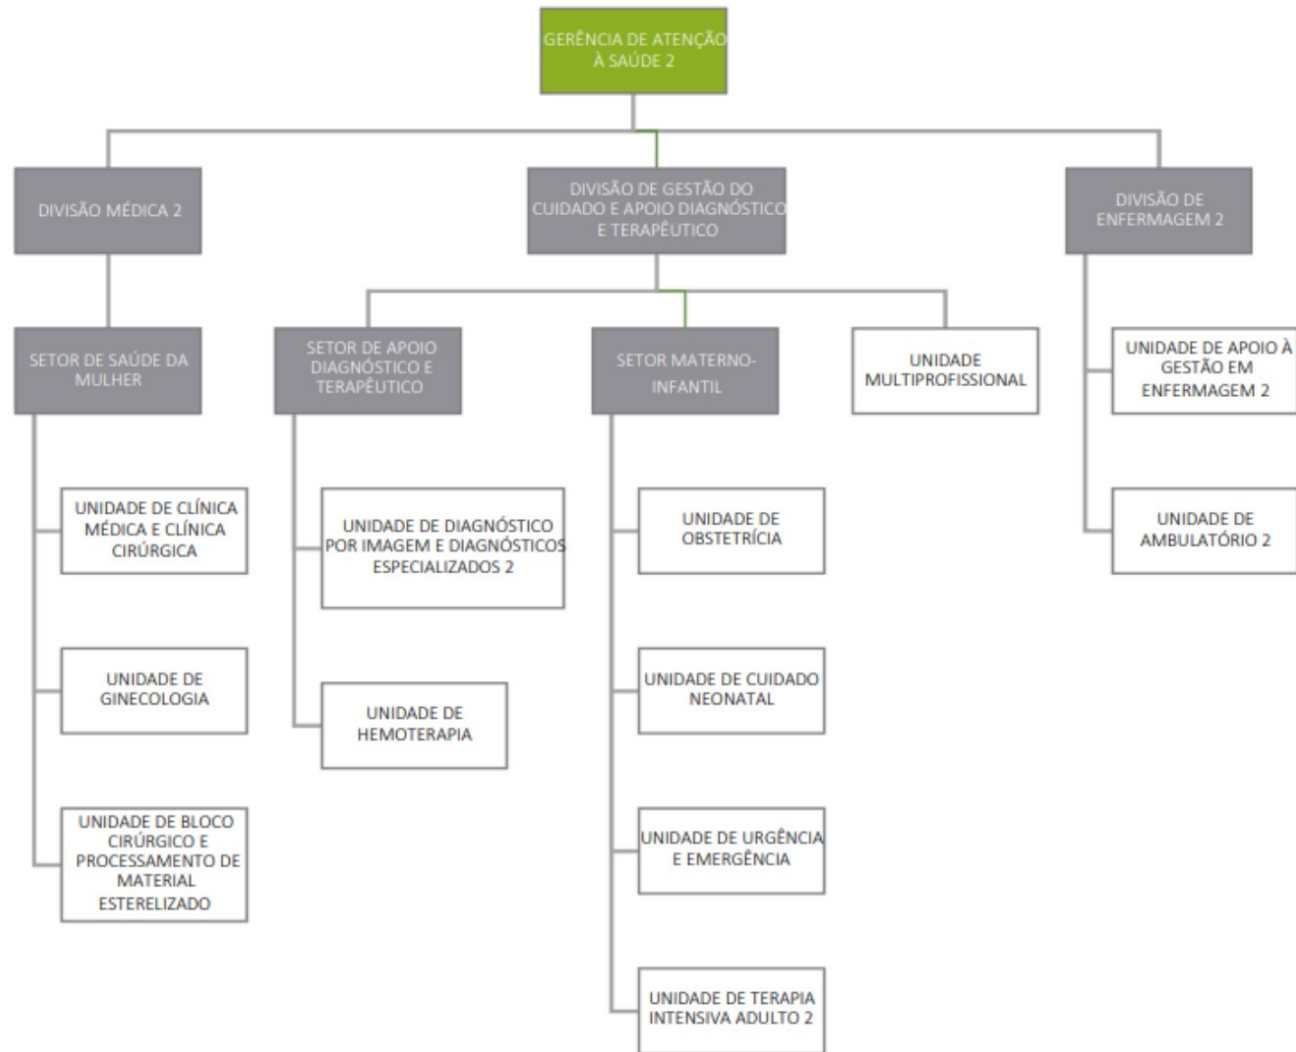 GERÊNCIA DE ATENÇÃO
À SAÚDE 2
DIVISÃO MÉDICA 2
DIVISÃO DE GESTÃO DO
CUIDADO E APOIO DIAGNÓSTICO
E TERAPÊUTICO
DIVISÃO DE
ENFERMAGEM 2
SETOR DE SAÚDE DA
MULHER
SETOR DE APOIO
DIAGNÓSTICO E
TERAPÊUTICO
SETOR MATERNO-
INFANTIL
UNIDADE
MULTIPROFISSIONAL
UNIDADE DE APOIO À
GESTÃO EM
ENFERMAGEM 2
UNIDADE DE CLÍNICA
MÉDICA E CLÍNICA
CIRÚRGICA
UNIDADE DE DIAGNÓSTICO
POR IMAGEM E DIAGNÓSTICOS
ESPECIALIZADOS 2
UNIDADE DE
OBSTETRÍCIA
UNIDADE DE
AMBULATÓRIO 2
UNIDADE DE
GINECOLOGIA
UNIDADE DE
HEMOTERAPIA
UNIDADE DE CUIDADO
NEONATAL
UNIDADE DE BLOCO
CIRÚRGICO E
PROCESSAMENTO DE
MATERIAL
ESTERELIZADO
UNIDADE DE URGÊNCIA
E EMERGÊNCIA
UNIDADE DE TERAPIA
INTENSIVA ADULTO 2